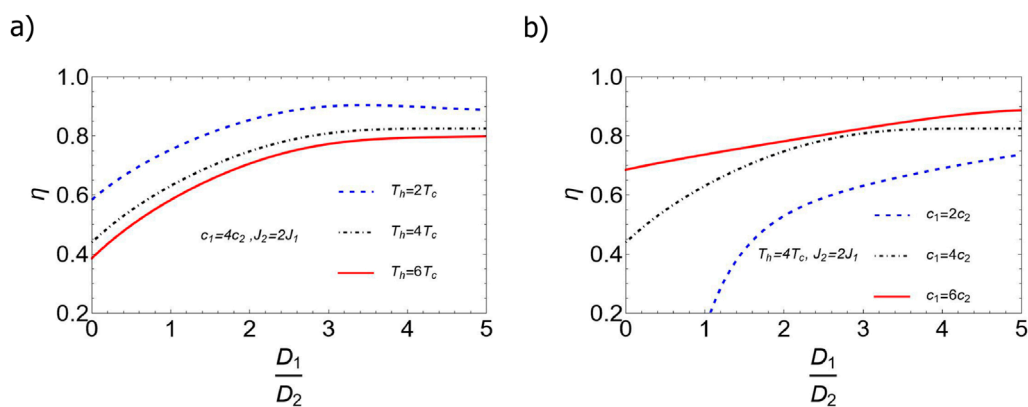 a)
1.0
0.8
0.6
0.4
0.2
η
T_h=2T_c
c_1=4c_2 ,J_2=2J_1
T_h=4T_c
T_h=6T_c
0 1 2 3 4 5
D_1
D_2
b)
1.0
0.8
0.6
0.4
0.2
η
c_1=2c_2
T_h=4T_c, J_2=2J_1
c_1=4c_2
c_1=6c_2
0 1 2 3 4 5
D_1
D_2